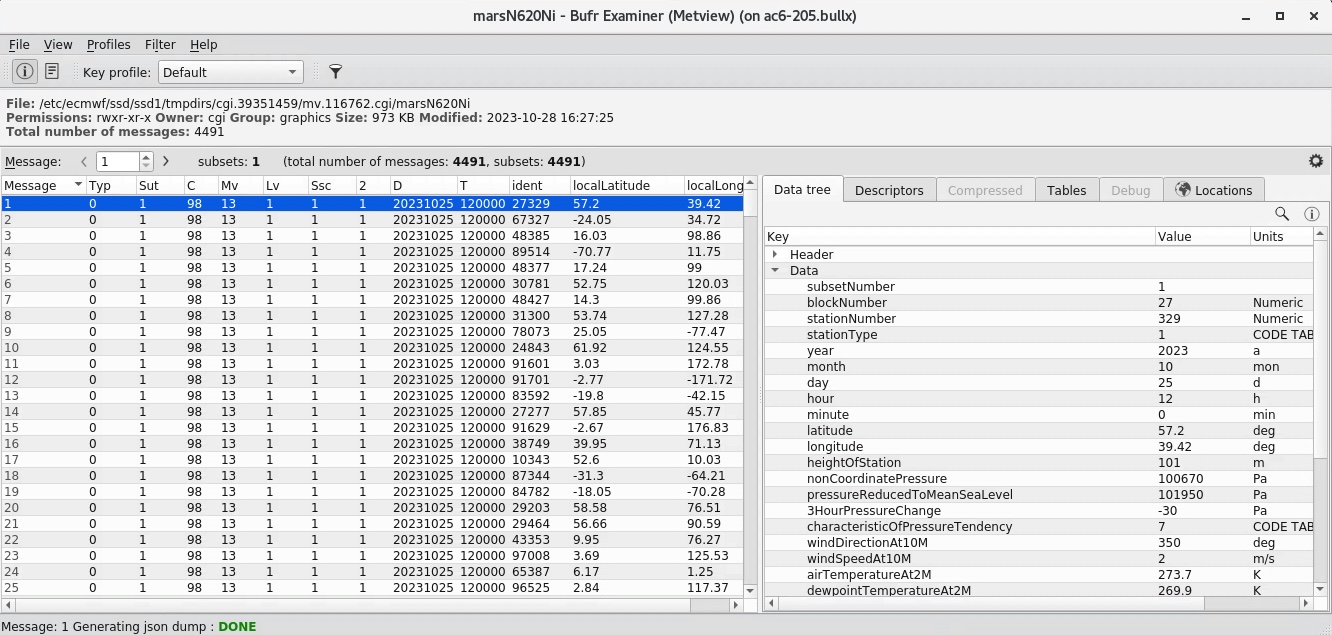 marsN620Ni - Bufr Examiner (Metview) (on ac6-205.bullx)
File View Profiles Filter Help
Key profile: Default
File: /etc/ecmwf/ssd/ssd1/tmpdirs/cgi.39351459/mv.116762.cgi/marsN620Ni
Permissions: rwxr-xr-x Owner: cgi Group: graphics Size: 973 KB Modified: 2023-10-28 16:27:25
Total number of messages: 4491
Message: 1 subsets: 1 (total number of messages: 4491, subsets: 4491)
Message Typ Sut C Mv Lv Ssc 2 D T ident localLatitude localLong
1 0 1 98 13 1 1 1 20231025 120000 27329 57.2 39.42
2 0 1 98 13 1 1 1 20231025 120000 67327 -24.05 34.72
3 0 1 98 13 1 1 1 20231025 120000 48385 16.03 98.86
4 0 1 98 13 1 1 1 20231025 120000 89514 -70.77 11.75
5 0 1 98 13 1 1 1 20231025 120000 48377 17.24 99
6 0 1 98 13 1 1 1 20231025 120000 30781 52.75 120.03
7 0 1 98 13 1 1 1 20231025 120000 48427 14.3 99.86
8 0 1 98 13 1 1 1 20231025 120000 31300 53.74 127.28
9 0 1 98 13 1 1 1 20231025 120000 78073 25.05 -77.47
10 0 1 98 13 1 1 1 20231025 120000 24843 61.92 124.55
11 0 1 98 13 1 1 1 20231025 120000 91601 3.03 172.78
12 0 1 98 13 1 1 1 20231025 120000 91701 -2.77 -171.72
13 0 1 98 13 1 1 1 20231025 120000 83592 -19.8 -42.15
14 0 1 98 13 1 1 1 20231025 120000 27277 57.85 45.77
15 0 1 98 13 1 1 1 20231025 120000 91629 -2.67 176.83
16 0 1 98 13 1 1 1 20231025 120000 38749 39.95 71.13
17 0 1 98 13 1 1 1 20231025 120000 10343 52.6 10.03
18 0 1 98 13 1 1 1 20231025 120000 87344 -31.3 -64.21
19 0 1 98 13 1 1 1 20231025 120000 84782 -18.05 -70.28
20 0 1 98 13 1 1 1 20231025 120000 29203 58.58 76.51
21 0 1 98 13 1 1 1 20231025 120000 29464 56.66 90.59
22 0 1 98 13 1 1 1 20231025 120000 43353 9.95 76.27
23 0 1 98 13 1 1 1 20231025 120000 97008 3.69 125.53
24 0 1 98 13 1 1 1 20231025 120000 65387 6.17 1.25
25 0 1 98 13 1 1 1 20231025 120000 96525 2.84 117.37
Data tree Descriptors Compressed Tables Debug Locations
Key Value Units
Header
Data
subsetNumber 1
blockNumber 27 Numeric
stationNumber 329 Numeric
stationType 1 CODE TAB
year 2023 a
month 10 mon
day 25 d
hour 12 h
minute 0 min
latitude 57.2 deg
longitude 39.42 deg
heightOfStation 101 m
nonCoordinatePressure 100670 Pa
pressureReducedToMeanSeaLevel 101950 Pa
3HourPressureChange -30 Pa
characteristicOfPressureTendency 7 CODE TAB
windDirectionAt10M 350 deg
windSpeedAt10M 2 m/s
airTemperatureAt2M 273.7 K
dewpointTemperatureAt2M 269.9 K
Message: 1 Generating json dump : DONE